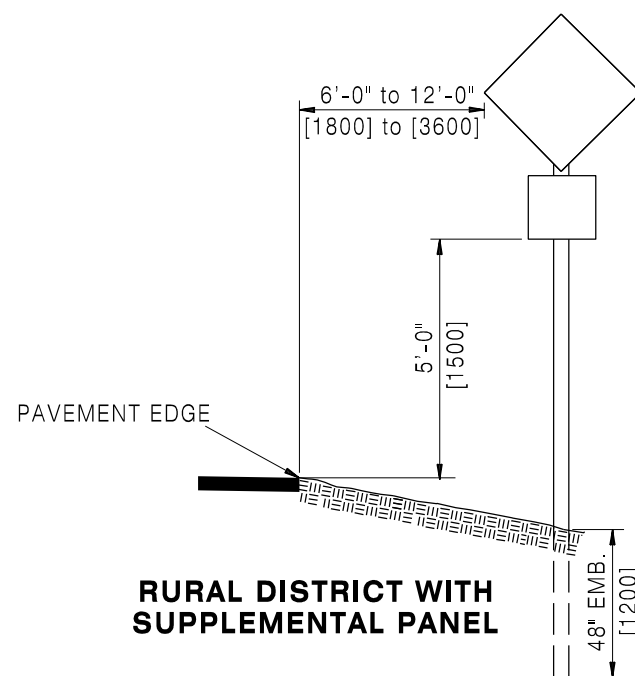 6'-0" to 12'-0"
[1800] to [3600]
5'-0"
[1500]
PAVEMENT EDGE
48" EMB.
[1200]
RURAL DISTRICT WITH
SUPPLEMENTAL PANEL